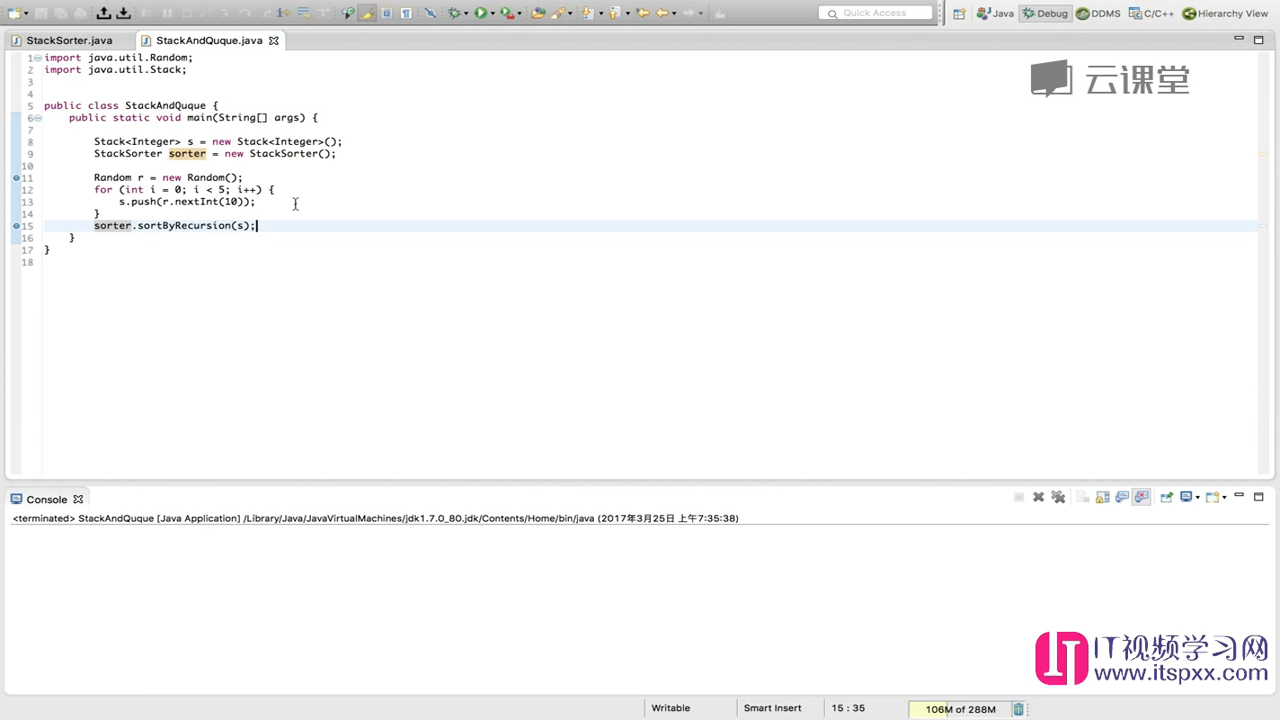 Quick Access
Java
Debug
DDMS
C/C++
Hierarchy View
StackSorter.java
StackAndQuque.java
云课堂
1 import java.util.Random;
2 import java.util.Stack;
3
4
5 public class StackAndQuque {
6 public static void main(String[] args) {
7
8 Stack<Integer> s = new Stack<Integer>();
9 StackSorter sorter = new StackSorter();
10
11 Random r = new Random();
12 for (int i = 0; i < 5; i++) {
13 s.push(r.nextInt(10));
14 }
15 sorter.sortByRecursion(s);
16 }
17 }
18
Console
<terminated> StackAndQuque [Java Application] /Library/Java/JavaVirtualMachines/jdk1.7.0_80.jdk/Contents/Home/bin/java (2017年3月25日 上午7:35:38)
IT视频学习网
www.itspxx.com
Writable
Smart Insert
15 : 35
106M of 288M